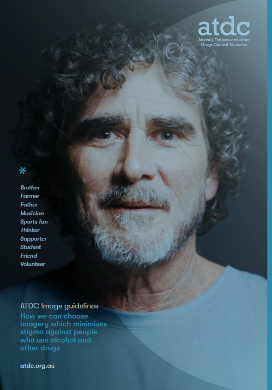 atdc
Alcohol, Tobacco and other
Drugs Council Tasmania
*
Brother
Farmer
Father
Musician
Sports fan
Thinker
Supporter
Student
Friend
Volunteer
ATDC Image guidelines
How we can choose
imagery which minimises
stigma against people
who use alcohol and
other drugs
atdc.org.au